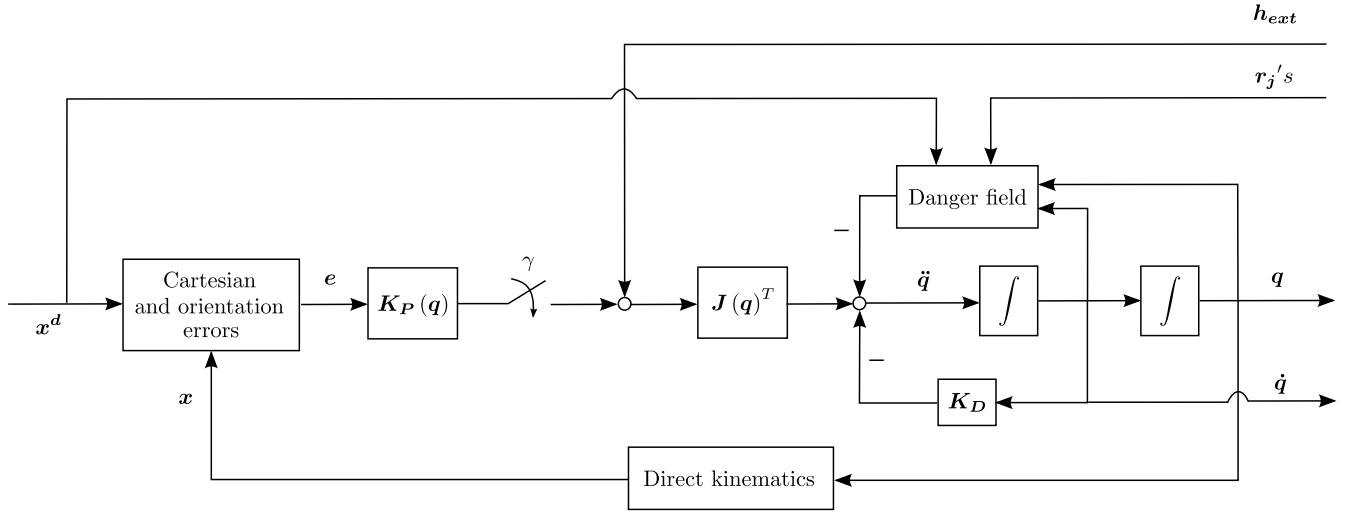 h_ext
r_j's
Danger field
−
γ
Cartesian
and orientation
errors
e
K_P (q)
J (q)^T
q̈
∫
∫
q
x^d
−
K_D
q̇
x
Direct kinematics